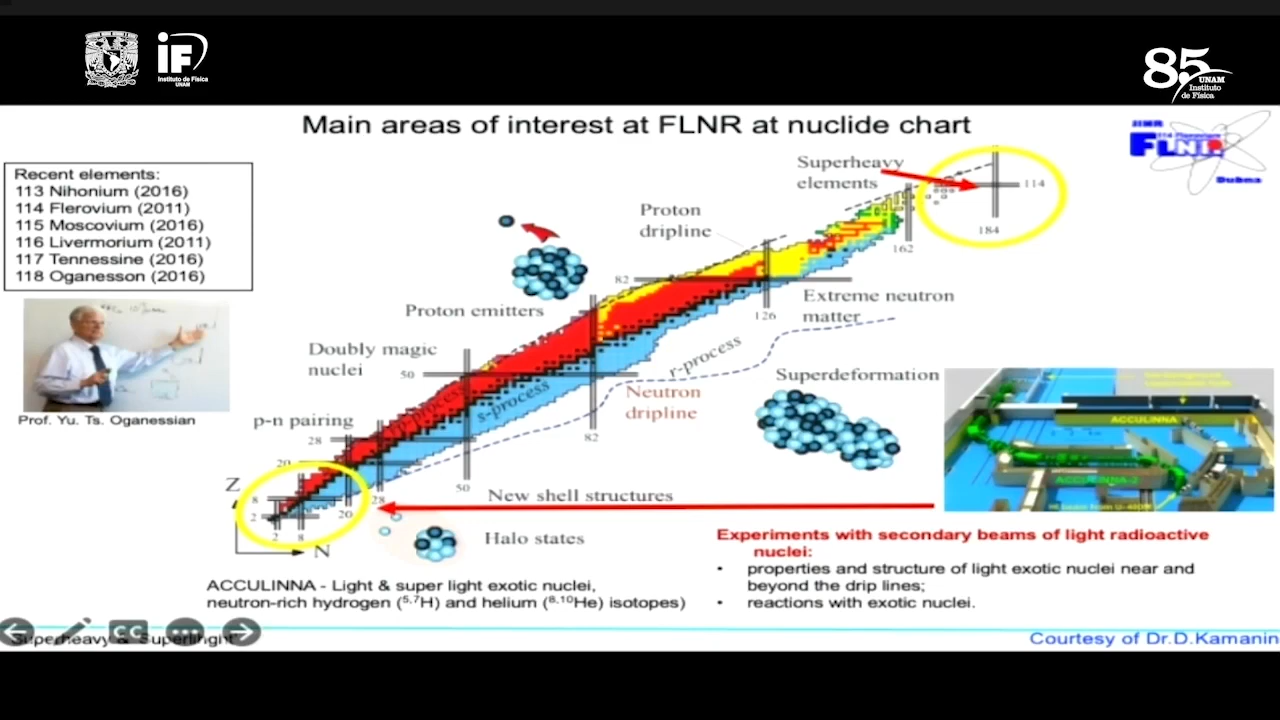 iF
Instituto de Física
UNAM
85
UNAM
Instituto
de Física
Main areas of interest at FLNR at nuclide chart
JINR
FLNR
Dubna
Recent elements:
113 Nihonium (2016)
114 Flerovium (2011)
115 Moscovium (2016)
116 Livermorium (2011)
117 Tennessine (2016)
118 Oganesson (2016)
Prof. Yu. Ts. Oganessian
Superheavy
elements
114
184
162
Proton
dripline
82
126
Proton emitters
Extreme neutron
matter
Doubly magic
nuclei
50
r-process
s-process
Superdeformation
Neutron
dripline
82
p-n pairing
28
20
50
Z
8
2
28
20
2
8
N
New shell structures
Halo states
ACCULINNA
ACCULINNA-2
Experiments with secondary beams of light radioactive
nuclei:
• properties and structure of light exotic nuclei near and
beyond the drip lines;
• reactions with exotic nuclei.
ACCULINNA - Light & super light exotic nuclei,
neutron-rich hydrogen (⁵,⁷H) and helium (⁸,¹⁰He) isotopes)
CC
Superheavy & Superlinght
Courtesy of Dr.D.Kamanin